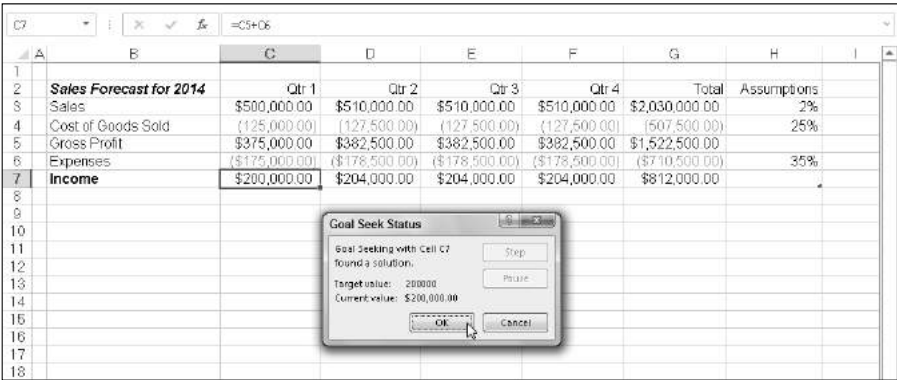 C7 fx =C5+C6
A B C D E F G H I
1
2 Sales Forecast for 2014 Qtr 1 Qtr 2 Qtr 3 Qtr 4 Total Assumptions
3 Sales $500,000.00 $510,000.00 $510,000.00 $510,000.00 $2,030,000.00 2%
4 Cost of Goods Sold (125,000.00) (127,500.00) (127,500.00) (127,500.00) (507,500.00) 25%
5 Gross Profit $375,000.00 $382,500.00 $382,500.00 $382,500.00 $1,522,500.00
6 Expenses ($175,000.00) ($178,500.00) ($178,500.00) ($178,500.00) ($710,500.00) 35%
7 Income $200,000.00 $204,000.00 $204,000.00 $204,000.00 $812,000.00
8
9
10 Goal Seek Status
11 Goal Seeking with Cell C7 Step
12 found a solution.
13 Target value: 200000 Pause
14 Current value: $200,000.00
15 OK Cancel
16
17
18